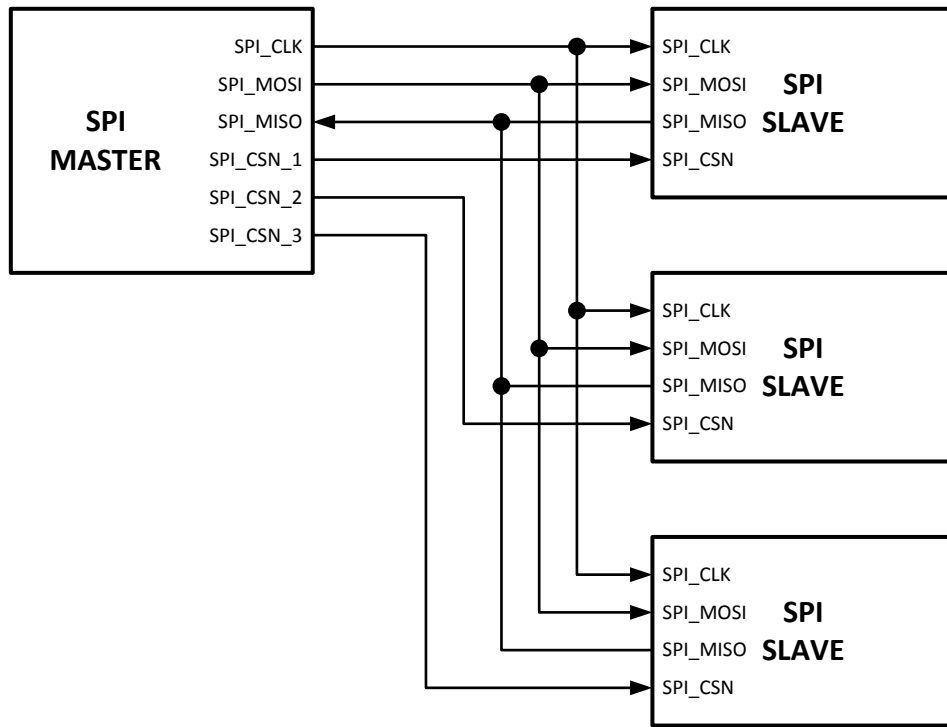 SPI_CLK
SPI_MOSI
SPI_MISO
SPI_CSN_1
SPI_CSN_2
SPI_CSN_3
SPI
MASTER
SPI_CLK
SPI_MOSI
SPI_MISO
SPI_CSN
SPI
SLAVE
SPI_CLK
SPI_MOSI
SPI_MISO
SPI_CSN
SPI
SLAVE
SPI_CLK
SPI_MOSI
SPI_MISO
SPI_CSN
SPI
SLAVE